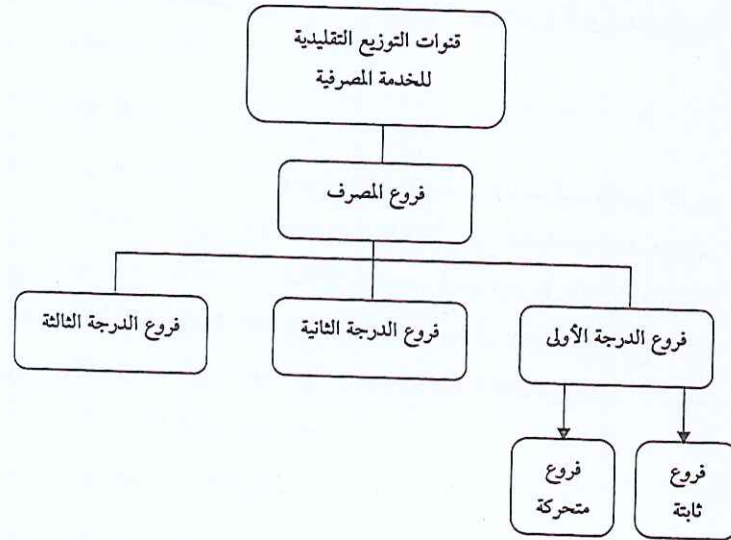 قنوات التوزيع التقليدية
للخدمة المصرفية
فروع المصرف
فروع الدرجة الأولى
فروع الدرجة الثانية
فروع الدرجة الثالثة
فروع
ثابتة
فروع
متحركة